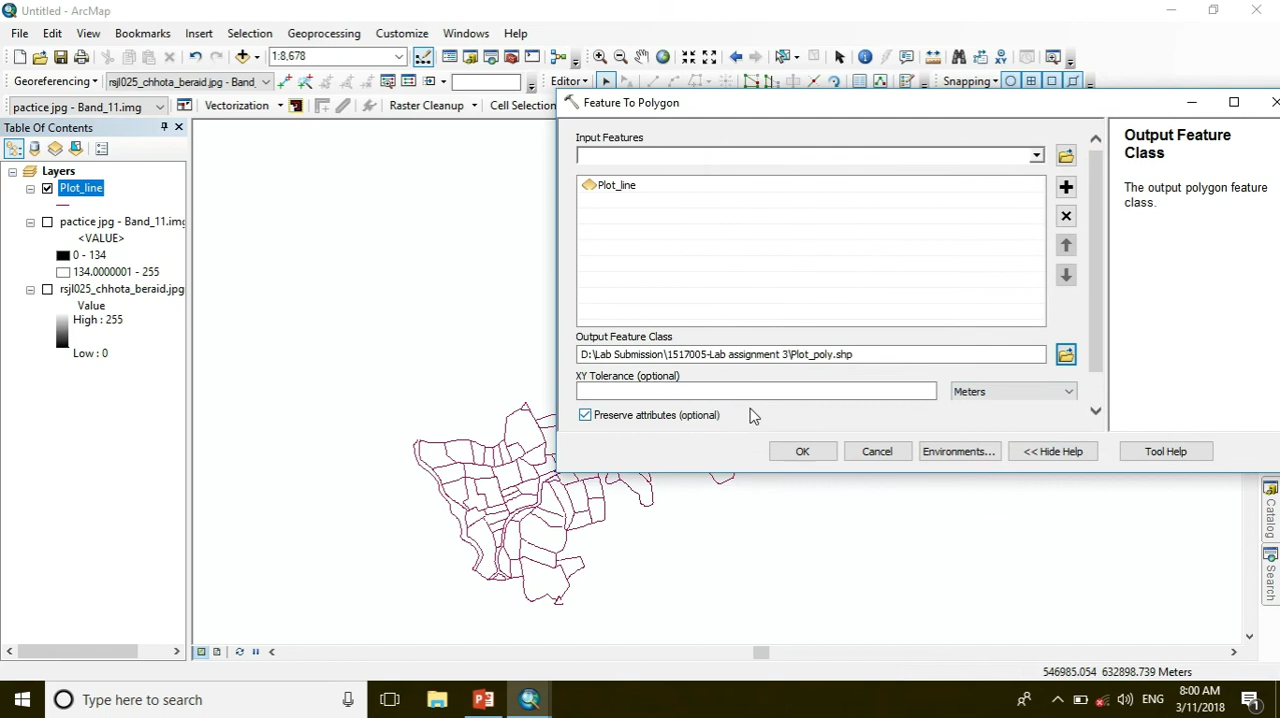 Untitled - ArcMap
File Edit View Bookmarks Insert Selection Geoprocessing Customize Windows Help
1:8,678
Georeferencing rsjl025_chhota_beraid.jpg - Band_ Editor Snapping
pactice jpg - Band_11.img Vectorization Raster Cleanup Cell Selection
Table Of Contents
Layers
Plot_line
pactice jpg - Band_11.img
<VALUE>
0 - 134
134.0000001 - 255
rsjl025_chhota_beraid.jpg
Value
High : 255
Low : 0
Feature To Polygon
Input Features
Plot_line
Output Feature Class
D:\Lab Submission\1517005-Lab assignment 3\Plot_poly.shp
XY Tolerance (optional)
Meters
Preserve attributes (optional)
OK Cancel Environments... << Hide Help Tool Help
Output Feature
Class
The output polygon feature
class.
Catalog
Search
546985.054 632898.739 Meters
Type here to search
ENG
8:00 AM
3/11/2018
1